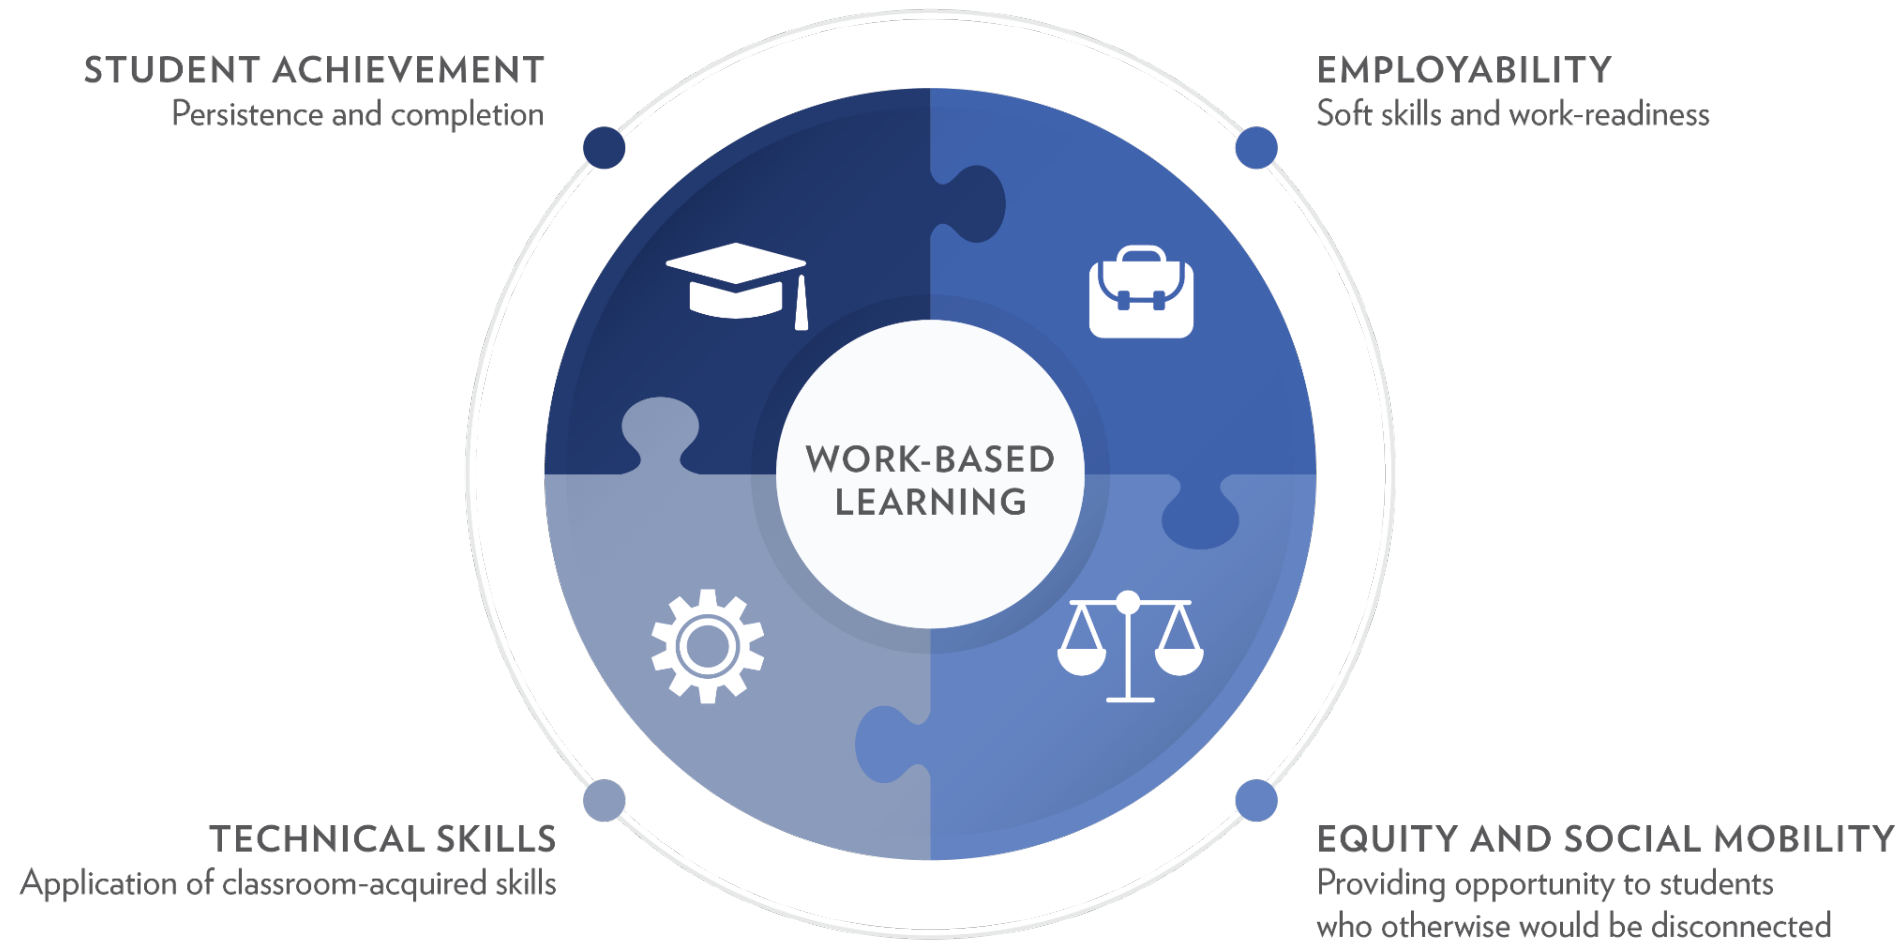 STUDENT ACHIEVEMENT
Persistence and completion
EMPLOYABILITY
Soft skills and work-readiness
WORK-BASED
LEARNING
TECHNICAL SKILLS
Application of classroom-acquired skills
EQUITY AND SOCIAL MOBILITY
Providing opportunity to students
who otherwise would be disconnected